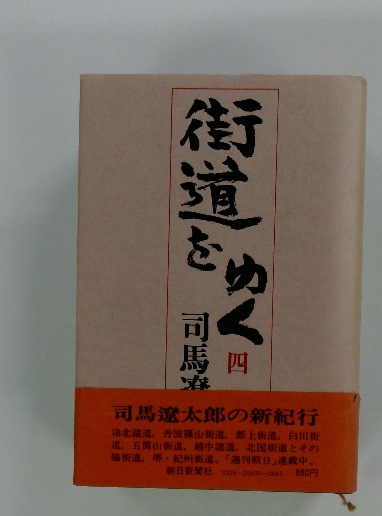 街道をゆく
四
司馬遼
司馬遼太郎の新紀行
洛北諸道，丹波篠山街道，郡上街道，白川街
道，五箇山街道，越中諸道，北国街道とその
脇街道，堺・紀州街道。「週刊朝日」連載中。
朝日新聞社 880円